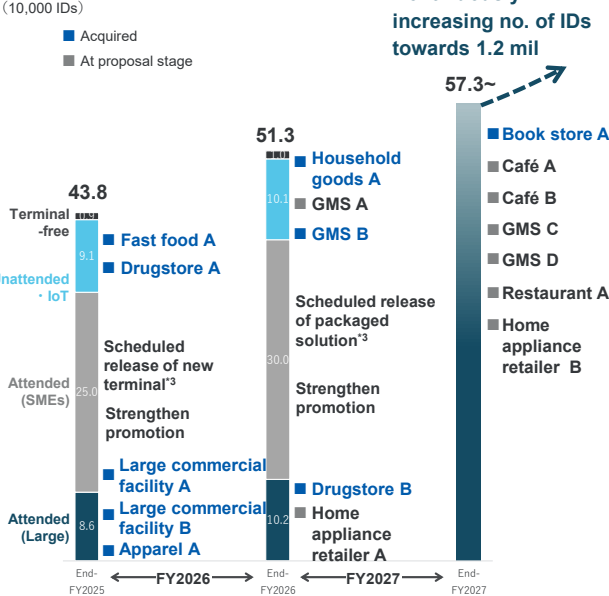 (10,000 IDs)
increasing no. of IDs
towards 1.2 mil
Acquired
At proposal stage
57.3~
51.3
43.8
Book store A
Café A
Café B
GMS C
GMS D
Restaurant A
Home
appliance
retailer B
Household
goods A
GMS A
GMS B
10.1
Terminal
-free
Fast food A
Drugstore A
9.1
・IoT
Scheduled release
of packaged
solution*3
Strengthen
promotion
30.0
Scheduled
release of new
terminal*3
Strengthen
promotion
Attended
(SMEs)
25.0
Large commercial
facility A
Large commercial
facility B
Apparel A
Attended
(Large)
8.6
Drugstore B
Home
appliance
retailer A
10.2
End-
FY2025
FY2026
End-
FY2026
FY2027
End-
FY2027